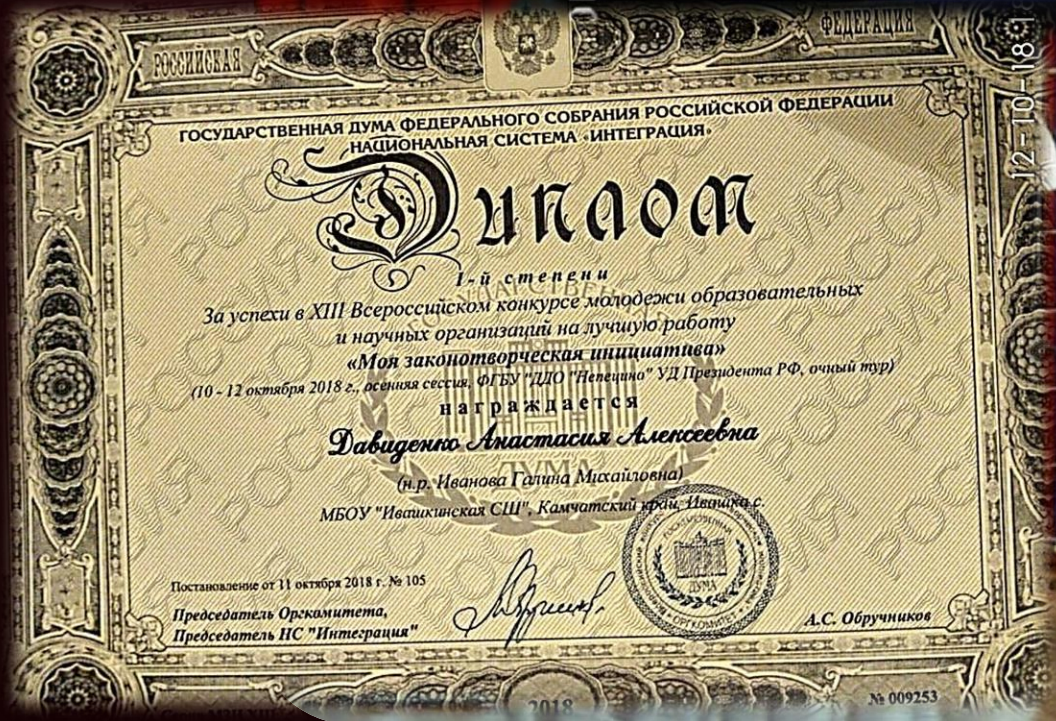 РОССИЙСКАЯ
ФЕДЕРАЦИЯ
12-10-18
ГОСУДАРСТВЕННАЯ ДУМА ФЕДЕРАЛЬНОГО СОБРАНИЯ РОССИЙСКОЙ ФЕДЕРАЦИИ
НАЦИОНАЛЬНАЯ СИСТЕМА «ИНТЕГРАЦИЯ»
Диплом
I-й степени
За успехи в XIII Всероссийском конкурсе молодежи образовательных
и научных организаций на лучшую работу
«Моя законотворческая инициатива»
(10 - 12 октября 2018 г., осенняя сессия, ФГБУ "ДДО "Непецино" УД Президента РФ, очный тур)
награждается
Давиденко Анастасия Алексеевна
(н.р. Иванова Галина Михайловна)
МБОУ "Ивашкинская СШ", Камчатский край, Ивашка с.
ГОСУДАРСТВЕННАЯ
ДУМА
ОРГКОМИТЕТ
Постановление от 11 октября 2018 г. № 105
Председатель Оргкомитета,
Председатель НС "Интеграция"
А.С. Обручников
2018
№ 009253